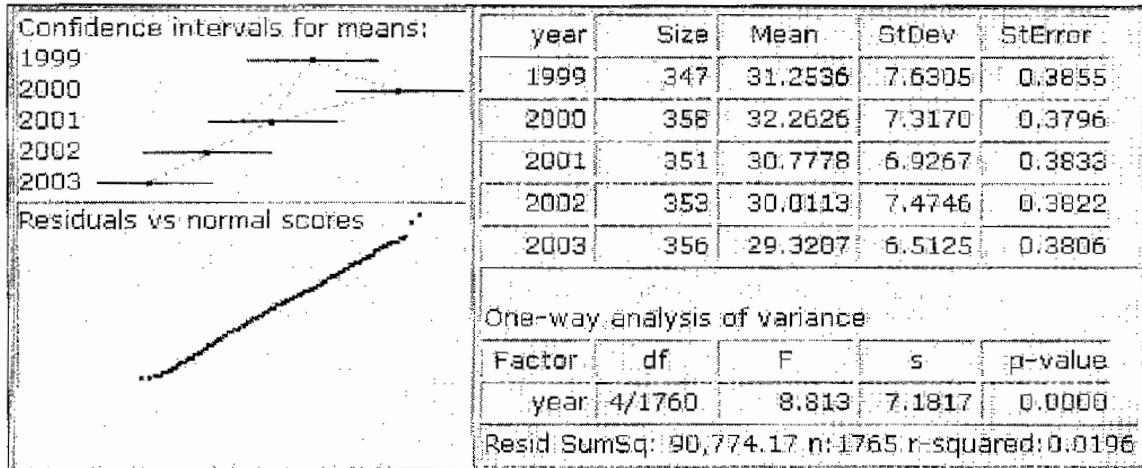 Confidence intervals for means:
1999
2000
2001
2002
2003
Residuals vs normal scores
year Size Mean StDev StError
1999 347 31.2536 7.6305 0.3855
2000 358 32.2626 7.3170 0.3796
2001 351 30.7778 6.9267 0.3833
2002 353 30.0113 7.4746 0.3822
2003 356 29.3207 6.5125 0.3806
One-way analysis of variance
Factor df F s p-value
year 4/1760 8.813 7.1817 0.0000
Resid SumSq: 90,774.17 n:1765 r-squared:0.0196